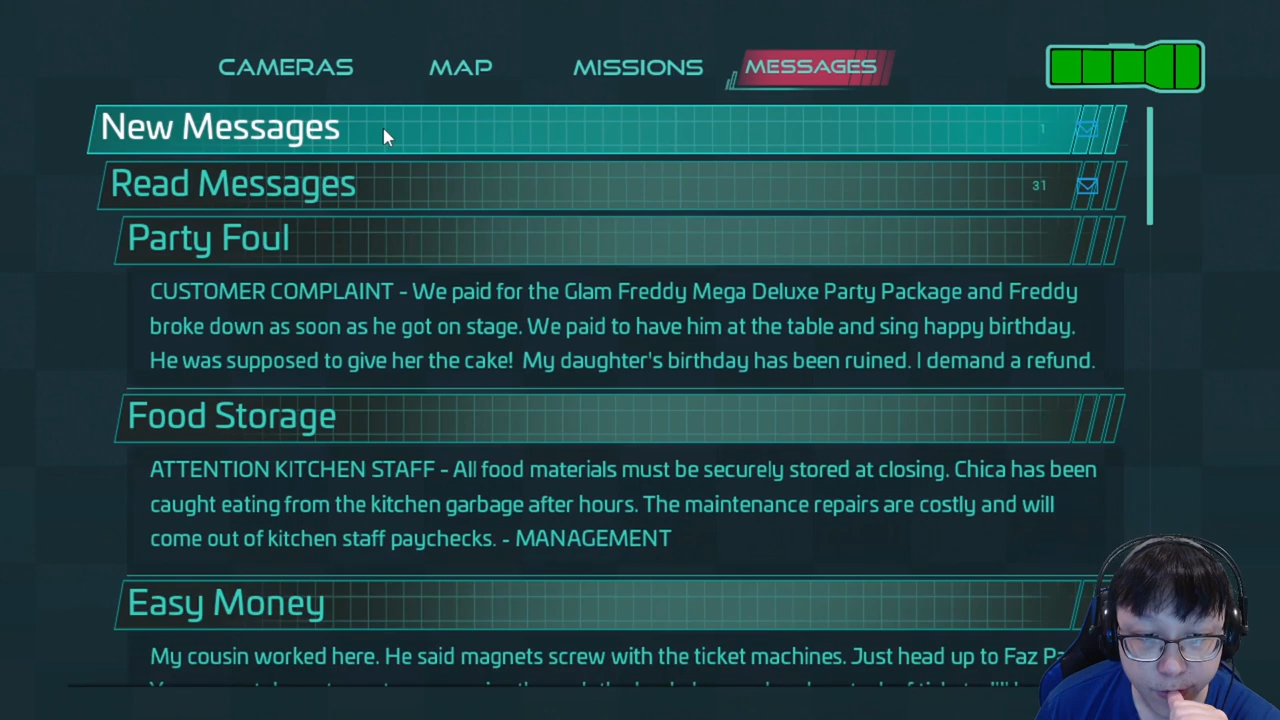 CAMERAS MAP MISSIONS MESSAGES
New Messages 1
Read Messages 31
Party Foul
CUSTOMER COMPLAINT - We paid for the Glam Freddy Mega Deluxe Party Package and Freddy
broke down as soon as he got on stage. We paid to have him at the table and sing happy birthday.
He was supposed to give her the cake! My daughter's birthday has been ruined. I demand a refund.
Food Storage
ATTENTION KITCHEN STAFF - All food materials must be securely stored at closing. Chica has been
caught eating from the kitchen garbage after hours. The maintenance repairs are costly and will
come out of kitchen staff paychecks. - MANAGEMENT
Easy Money
My cousin worked here. He said magnets screw with the ticket machines. Just head up to Faz